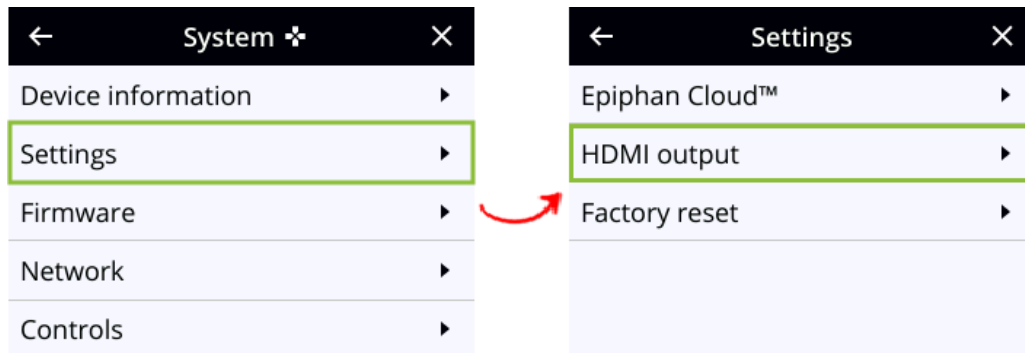 System
Device information
Settings
Firmware
Network
Controls
Settings
Epiphan Cloud™
HDMI output
Factory reset